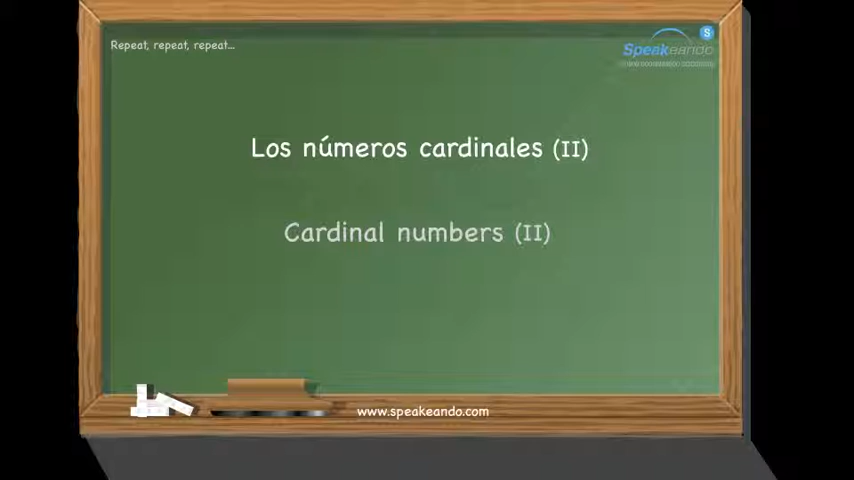 Repeat, repeat, repeat...
S
Speakeando
Los números cardinales (II)
Cardinal numbers (II)
www.speakeando.com